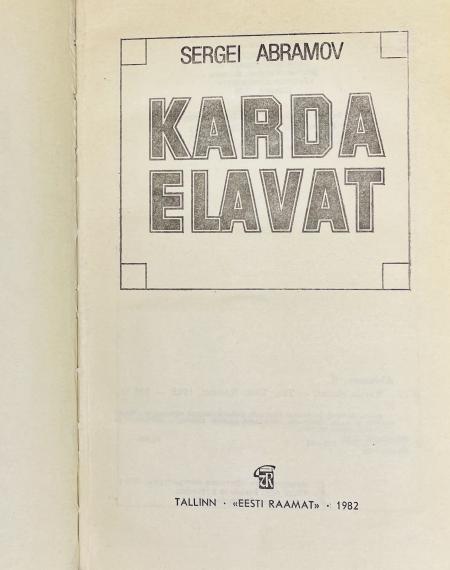 SERGEI ABRAMOV
KARDA
ELAVAT
TALLINN · «EESTI RAAMAT» · 1982